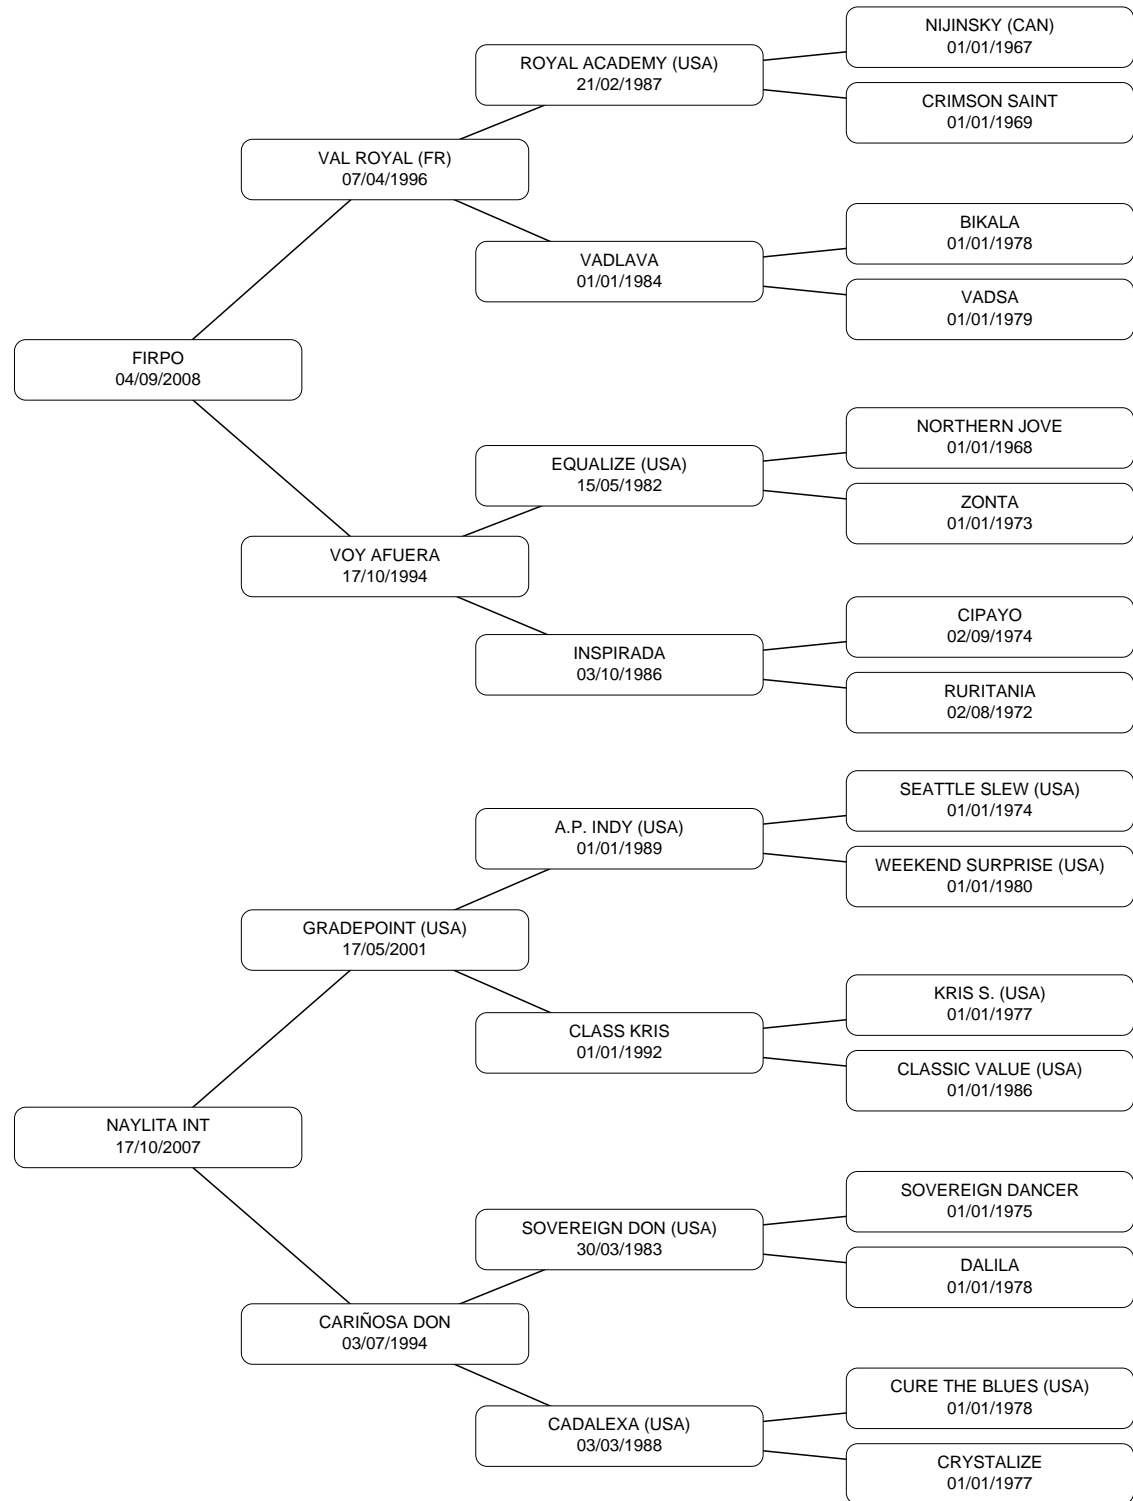 NIJINSKY (CAN)
01/01/1967
ROYAL ACADEMY (USA)
21/02/1987
CRIMSON SAINT
01/01/1969
VAL ROYAL (FR)
07/04/1996
BIKALA
01/01/1978
VADLAVA
01/01/1984
VADSA
01/01/1979
FIRPO
04/09/2008
NORTHERN JOVE
01/01/1968
EQUALIZE (USA)
15/05/1982
ZONTA
01/01/1973
VOY AFUERA
17/10/1994
CIPAYO
02/09/1974
INSPIRADA
03/10/1986
RURITANIA
02/08/1972
SEATTLE SLEW (USA)
01/01/1974
A.P. INDY (USA)
01/01/1989
WEEKEND SURPRISE (USA)
01/01/1980
GRADEPOINT (USA)
17/05/2001
KRIS S. (USA)
01/01/1977
CLASS KRIS
01/01/1992
CLASSIC VALUE (USA)
01/01/1986
NAYLITA INT
17/10/2007
SOVEREIGN DANCER
01/01/1975
SOVEREIGN DON (USA)
30/03/1983
DALILA
01/01/1978
CARIÑOSA DON
03/07/1994
CURE THE BLUES (USA)
01/01/1978
CADALEXA (USA)
03/03/1988
CRYSTALIZE
01/01/1977